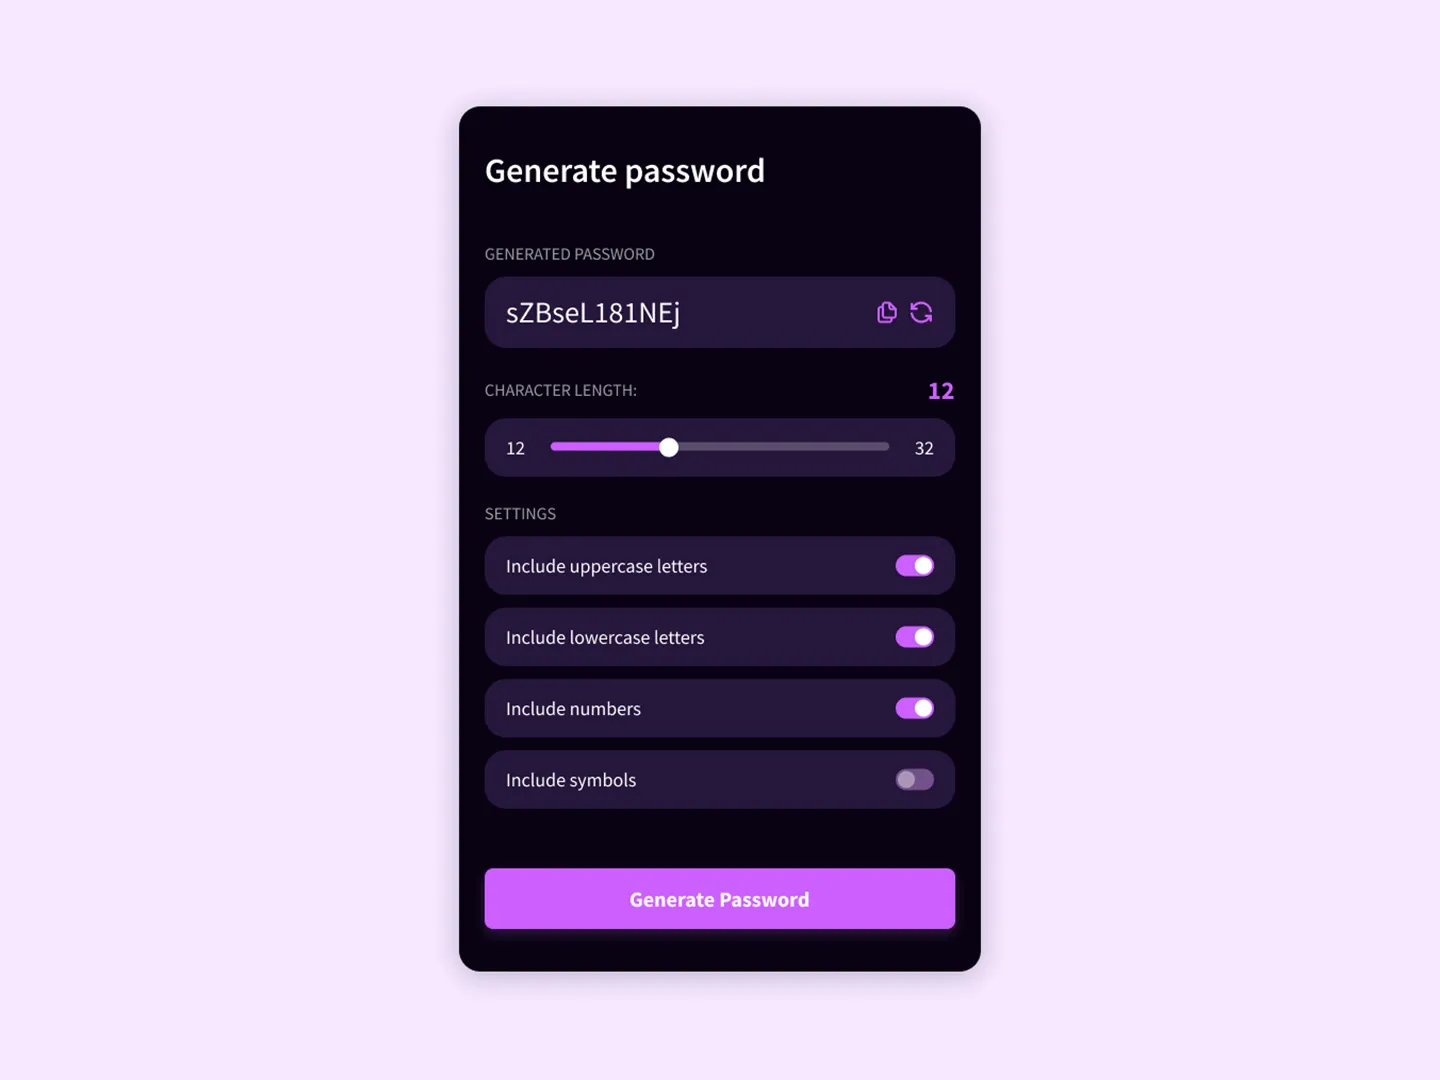 Generate password
GENERATED PASSWORD
sZBseL181NEj
CHARACTER LENGTH:
12
12
32
SETTINGS
Include uppercase letters
Include lowercase letters
Include numbers
Include symbols
Generate Password